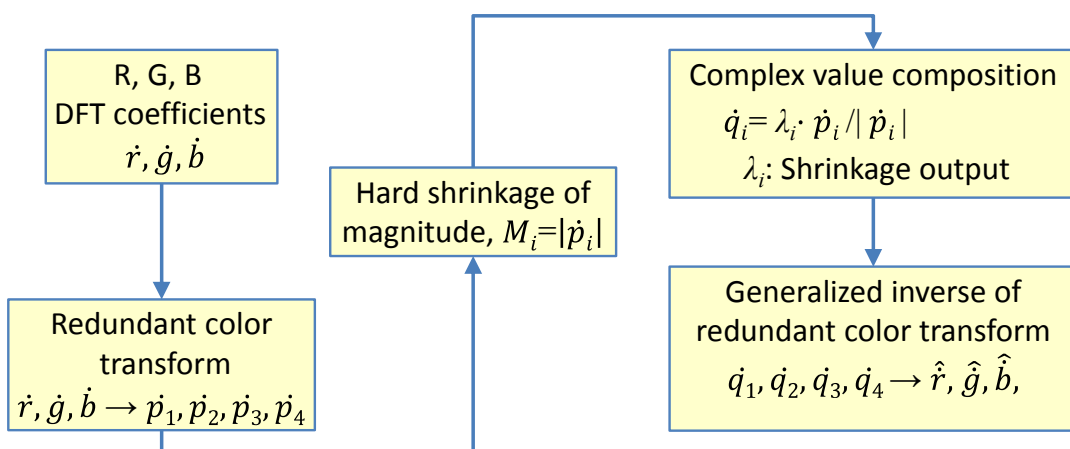 R, G, B
DFT coefficients
ṙ, ġ, ḃ
Redundant color
transform
ṙ, ġ, ḃ → ṗ₁, ṗ₂, ṗ₃, ṗ₄
Hard shrinkage of
magnitude, Mᵢ=|ṗᵢ|
Complex value composition
q̇ᵢ= λᵢ· ṗᵢ /| ṗᵢ |
λᵢ: Shrinkage output
Generalized inverse of
redundant color transform
q̇₁, q̇₂, q̇₃, q̇₄ → ṙ̂, ġ̂, ḃ̂,